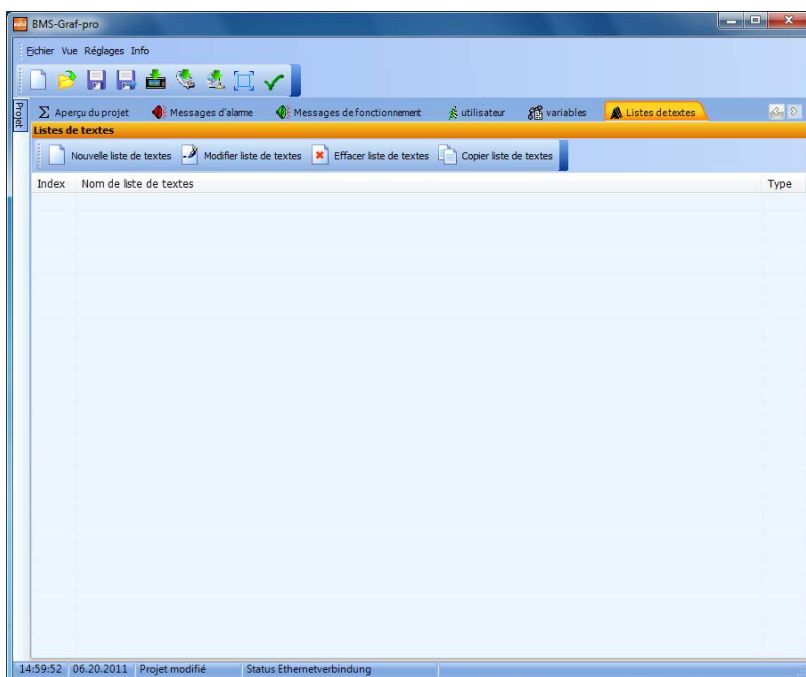 BMS-Graf-pro
Fichier Vue Réglages Info
Projet
Aperçu du projet Messages d'alarme Messages de fonctionnement utilisateur variables Listes detextes
Listes de textes
Nouvelle liste de textes Modifier liste de textes Effacer liste de textes Copier liste de textes
Index Nom de liste de textes Type
14:59:52 06.20.2011 Projet modifié Status Ethernetverbindung